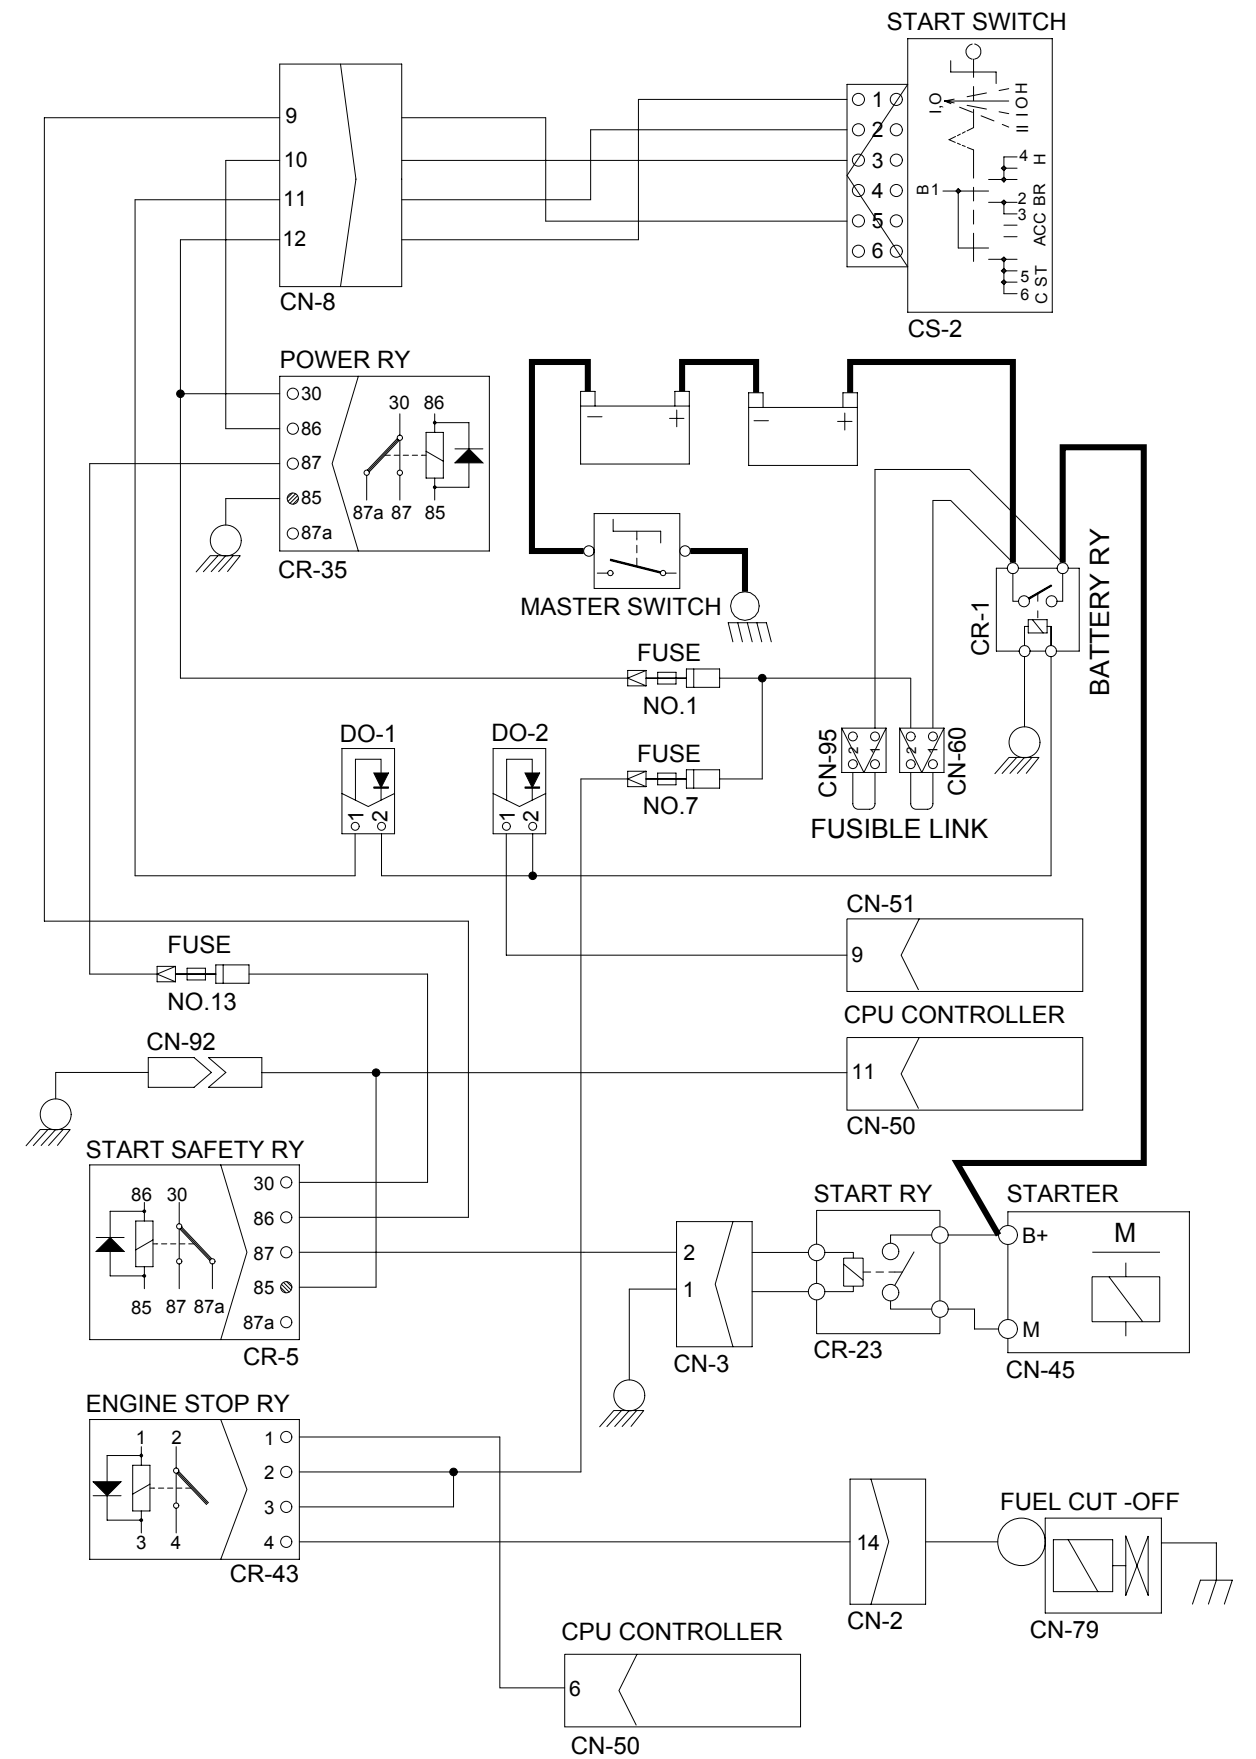 START SWITCH
I,O
H
O
I
II
1
2
3
4
5
6
B1
4 H
2 BR
3 ACC
5 ST
6 C
CS-2
9
10
11
12
CN-8
POWER RY
30
86
87
85
87a
30 86
87a 87 85
CR-35
− +
− +
MASTER SWITCH
CR-1
BATTERY RY
FUSE
NO.1
FUSE
NO.7
DO-1
1 2
DO-2
1 2
CN-95
2 1
2 1
CN-60
FUSIBLE LINK
CN-51
9
CPU CONTROLLER
11
CN-50
FUSE
NO.13
CN-92
START SAFETY RY
86 30
85 87 87a
30
86
87
85
87a
CR-5
2
1
CN-3
START RY
CR-23
STARTER
B+
M
M
CN-45
ENGINE STOP RY
1 2
3 4
1
2
3
4
CR-43
14
CN-2
FUEL CUT -OFF
CN-79
CPU CONTROLLER
6
CN-50